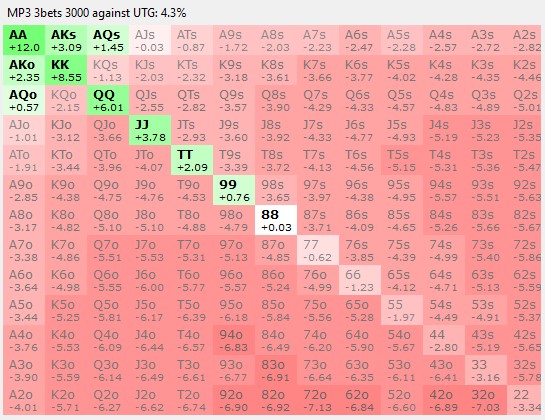 MP3 3bets 3000 against UTG: 4.3%
AA AKs AQs AJs ATs A9s A8s A7s A6s A5s A4s A3s A2s
+12.0 +3.09 +1.45 -0.03 -0.87 -1.72 -2.03 -2.23 -2.47 -2.28 -2.57 -2.72 -2.82
AKo KK KQs KJs KTs K9s K8s K7s K6s K5s K4s K3s K2s
+2.35 +8.55 -1.13 -2.03 -2.32 -3.18 -3.61 -3.66 -3.77 -4.02 -4.28 -4.35 -4.46
AQo KQo QQ QJs QTs Q9s Q8s Q7s Q6s Q5s Q4s Q3s Q2s
+0.57 -2.15 +6.01 -2.55 -2.82 -3.57 -3.90 -4.29 -4.33 -4.57 -4.83 -4.89 -5.01
AJo KJo QJo JJ JTs J9s J8s J7s J6s J5s J4s J3s J2s
-1.01 -3.12 -3.66 +3.78 -2.93 -3.60 -3.92 -4.33 -4.77 -4.93 -5.19 -5.23 -5.35
ATo KTo QTo JTo TT T9s T8s T7s T6s T5s T4s T3s T2s
-1.91 -3.44 -3.96 -4.07 +2.09 -3.39 -3.72 -4.13 -4.56 -5.15 -5.31 -5.36 -5.47
A9o K9o Q9o J9o T9o 99 98s 97s 96s 95s 94s 93s 92s
-2.85 -4.38 -4.75 -4.76 -4.53 +0.76 -3.65 -3.97 -4.38 -4.95 -5.57 -5.51 -5.63
A8o K8o Q8o J8o T8o 98o 88 87s 86s 85s 84s 83s 82s
-3.17 -4.82 -5.10 -5.10 -4.88 -4.79 +0.03 -3.71 -4.09 -4.65 -5.26 -5.66 -5.67
A7o K7o Q7o J7o T7o 97o 87o 77 76s 75s 74s 73s 72s
-3.38 -4.86 -5.51 -5.53 -5.31 -5.13 -4.85 -0.62 -3.85 -4.39 -4.99 -5.40 -5.86
A6o K6o Q6o J6o T6o 96o 86o 76o 66 65s 64s 63s 62s
-3.64 -4.98 -5.55 -6.00 -5.77 -5.57 -5.24 -4.99 -1.23 -4.12 -4.71 -5.13 -5.59
A5o K5o Q5o J5o T5o 95o 85o 75o 65o 55 54s 53s 52s
-3.44 -5.25 -5.81 -6.17 -6.39 -6.18 -5.84 -5.56 -5.28 -1.97 -4.49 -4.91 -5.37
A4o K4o Q4o J4o T4o 94o 84o 74o 64o 54o 44 43s 42s
-3.76 -5.53 -6.09 -6.44 -6.57 -6.83 -6.49 -6.20 -5.90 -5.67 -2.80 -5.19 -5.65
A3o K3o Q3o J3o T3o 93o 83o 73o 63o 53o 43o 33 32s
-3.90 -5.59 -6.14 -6.49 -6.61 -6.77 -6.91 -6.64 -6.35 -6.11 -6.41 -3.16 -5.78
A2o K2o Q2o J2o T2o 92o 82o 72o 62o 52o 42o 32o 22
-4.01 -5.71 -6.27 -6.62 -6.74 -6.90 -6.92 -7.13 -6.84 -6.60 -6.89 -7.03 -3.34